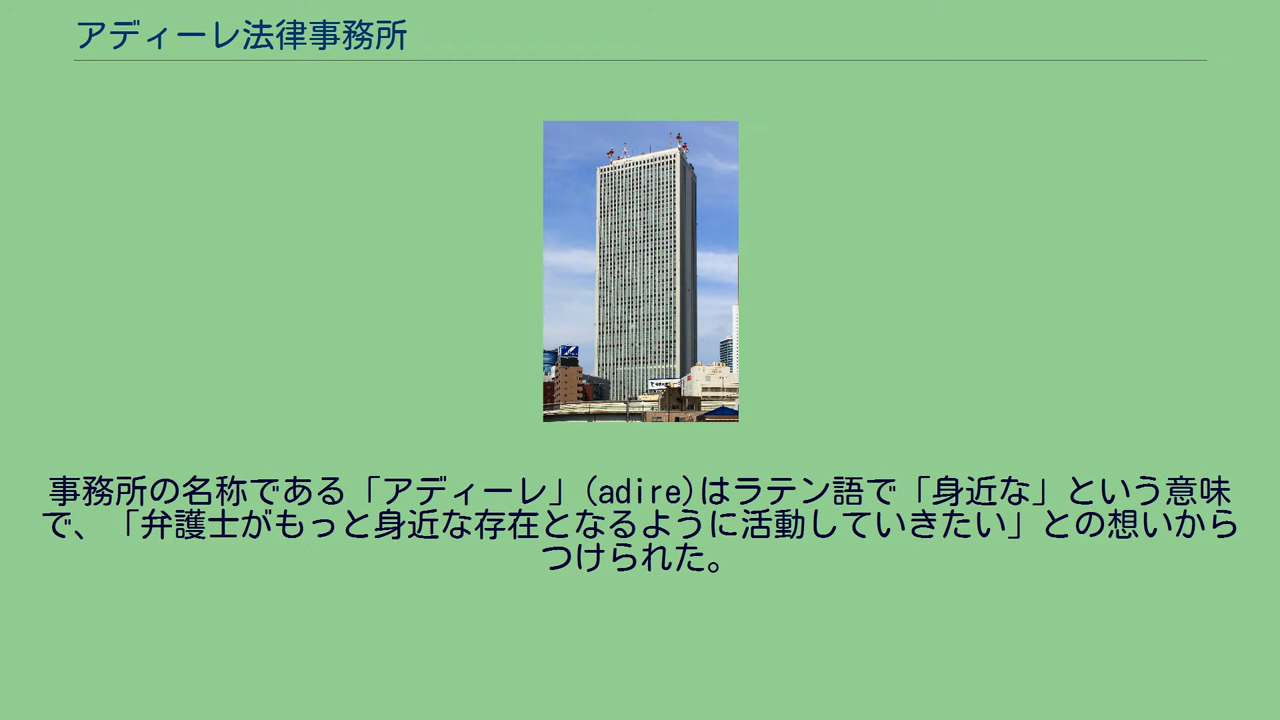 アディーレ法律事務所
事務所の名称である「アディーレ」(adire)はラテン語で「身近な」という意味
で、「弁護士がもっと身近な存在となるように活動していきたい」との想いから
つけられた。